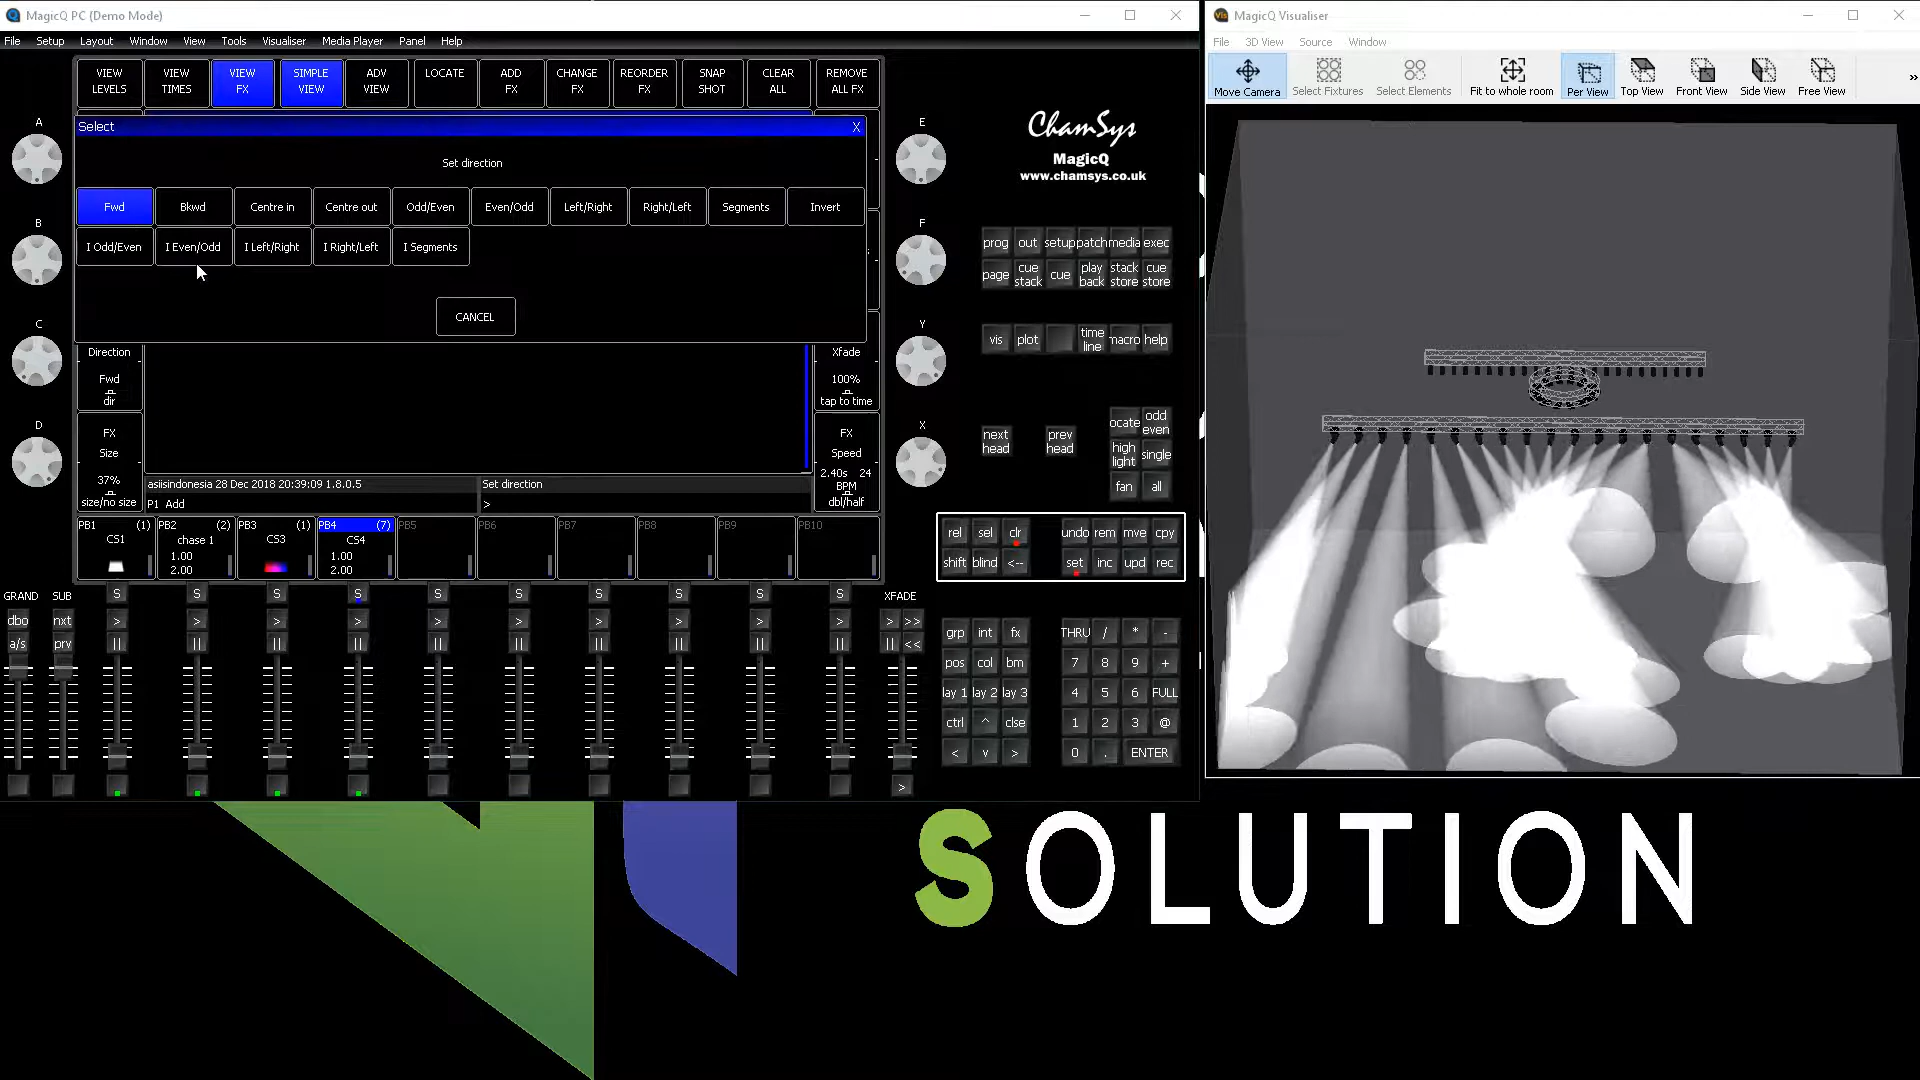 MagicQ PC (Demo Mode)
File Setup Layout Window View Tools Visualiser Media Player Panel Help
VIEW LEVELS
VIEW TIMES
VIEW FX
SIMPLE VIEW
ADV VIEW
LOCATE
ADD FX
CHANGE FX
REORDER FX
SNAP SHOT
CLEAR ALL
REMOVE ALL FX
Select X
Set direction
Fwd Bkwd Centre in Centre out Odd/Even Even/Odd Left/Right Right/Left Segments Invert
I Odd/Even I Even/Odd I Left/Right I Right/Left I Segments
CANCEL
A
B
C
D
E
F
Y
X
Direction
Fwd
dir
FX
Size
37%
size/no size
Xfade
100%
tap to time
FX
Speed
2.40s 24
BPM
dbl/half
asiisindonesia 28 Dec 2018 20:39:09 1.8.0.5
Set direction
P1 Add
>
PB1 (1)
CS1
PB2 (2)
chase 1
1.00
2.00
PB3 (1)
CS3
PB4 (7)
CS4
1.00
2.00
PB5 PB6 PB7 PB8 PB9 PB10
GRAND SUB S S S S S S S S S S XFADE
dbo nxt > > > > > > > > > > > >>
a/s prv || || || || || || || || || || || <<
>
ChamSys
MagicQ
www.chamsys.co.uk
prog out setup patch media exec
page cue stack cue play back stack store cue store
vis plot time line macro help
next head
prev head
ocate odd even
high light single
fan all
rel sel clr undo rem mve cpy
shift blind <-- set inc upd rec
grp int fx THRU / * -
pos col bm 7 8 9 +
lay 1 lay 2 lay 3 4 5 6 FULL
ctrl ^ clse 1 2 3 @
< v > 0 . ENTER
MagicQ Visualiser
File 3D View Source Window
Move Camera Select Fixtures Select Elements Fit to whole room Per View Top View Front View Side View Free View »
SOLUTION